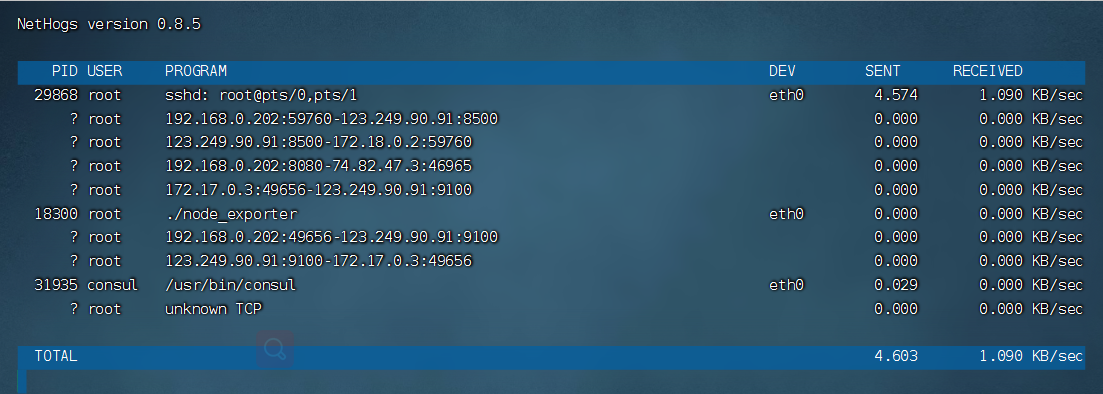 NetHogs version 0.8.5
PID USER PROGRAM DEV SENT RECEIVED
29868 root sshd: root@pts/0,pts/1 eth0 4.574 1.090 KB/sec
? root 192.168.0.202:59760-123.249.90.91:8500 0.000 0.000 KB/sec
? root 123.249.90.91:8500-172.18.0.2:59760 0.000 0.000 KB/sec
? root 192.168.0.202:8080-74.82.47.3:46965 0.000 0.000 KB/sec
? root 172.17.0.3:49656-123.249.90.91:9100 0.000 0.000 KB/sec
18300 root ./node_exporter eth0 0.000 0.000 KB/sec
? root 192.168.0.202:49656-123.249.90.91:9100 0.000 0.000 KB/sec
? root 123.249.90.91:9100-172.17.0.3:49656 0.000 0.000 KB/sec
31935 consul /usr/bin/consul eth0 0.029 0.000 KB/sec
? root unknown TCP 0.000 0.000 KB/sec
TOTAL 4.603 1.090 KB/sec